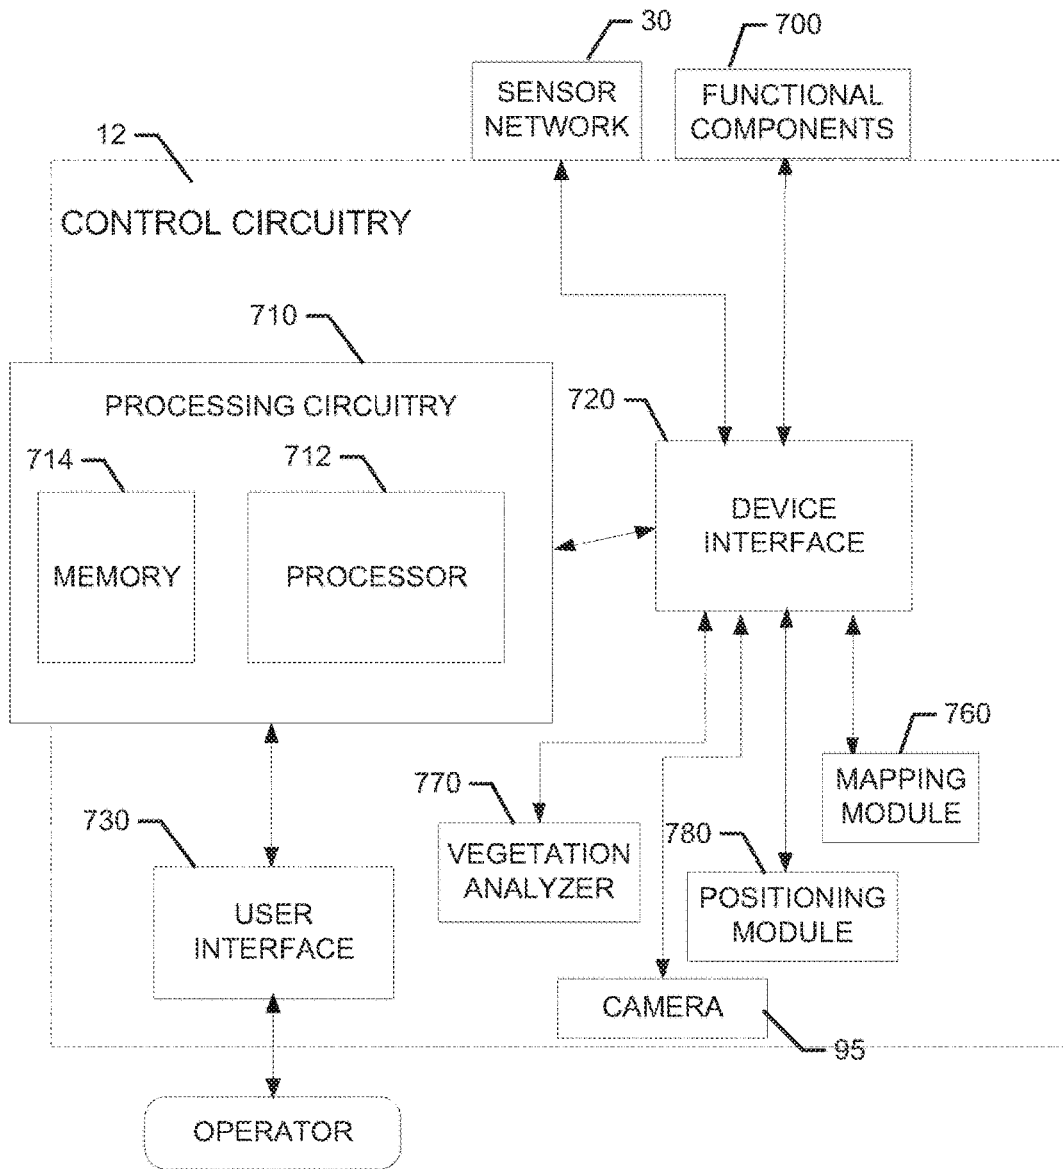 30
700
SENSOR
NETWORK
FUNCTIONAL
COMPONENTS
12
CONTROL CIRCUITRY
710
PROCESSING CIRCUITRY
720
714
712
MEMORY
PROCESSOR
DEVICE
INTERFACE
760
MAPPING
MODULE
770
VEGETATION
ANALYZER
780
POSITIONING
MODULE
730
USER
INTERFACE
CAMERA
95
OPERATOR